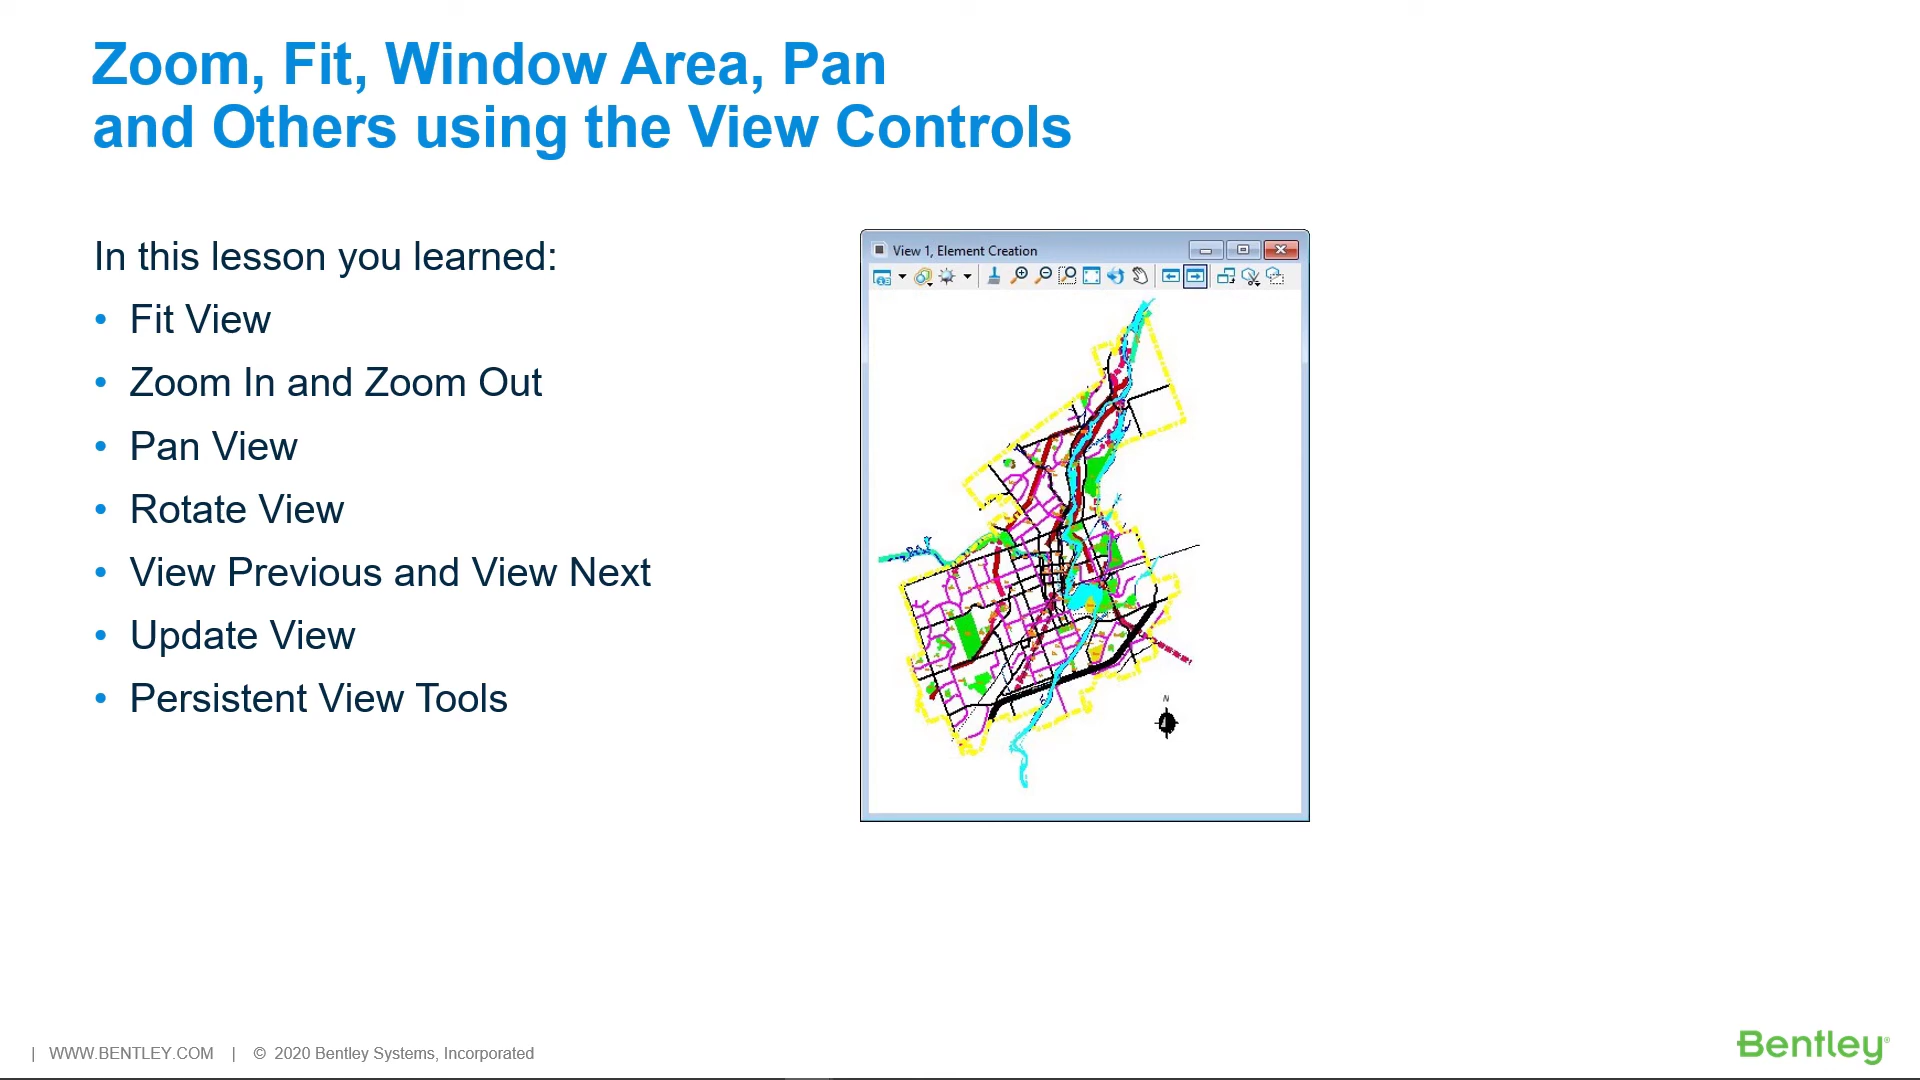 Zoom, Fit, Window Area, Pan
and Others using the View Controls
In this lesson you learned:
• Fit View
• Zoom In and Zoom Out
• Pan View
• Rotate View
• View Previous and View Next
• Update View
• Persistent View Tools
View 1, Element Creation
N
| WWW.BENTLEY.COM | © 2020 Bentley Systems, Incorporated
Bentley®